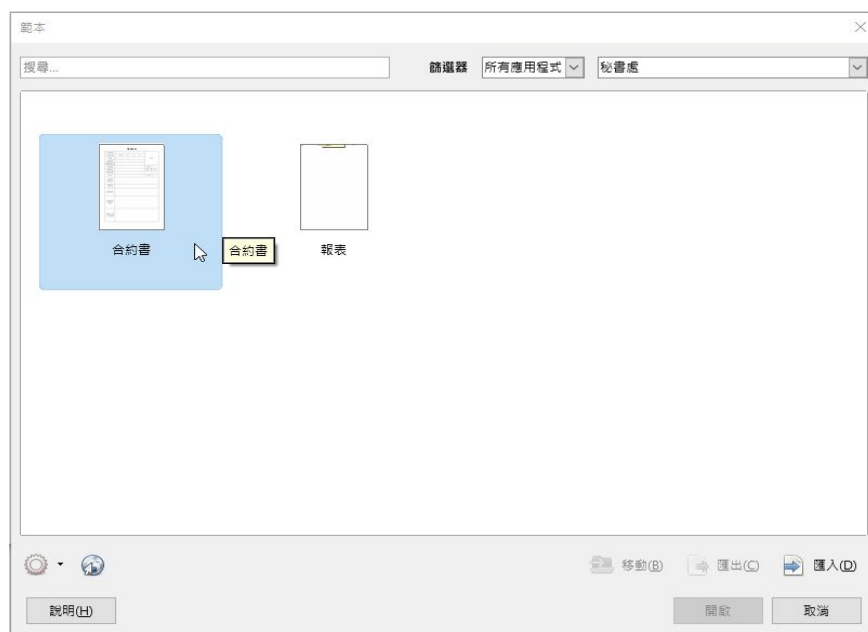 範本
搜尋...
篩選器 所有應用程式 秘書處
合約書 合約書 報表
移動(B) 匯出(C) 匯入(D)
說明(H) 開啟 取消